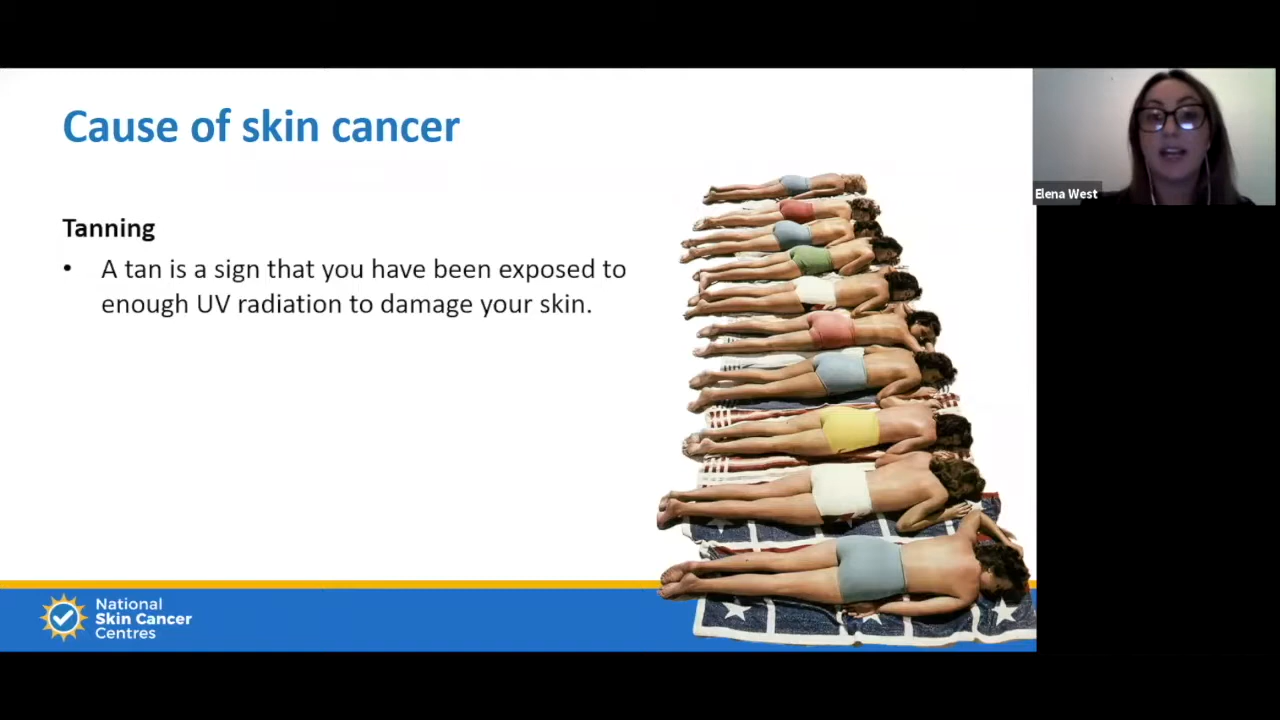 Cause of skin cancer
Elena West
Tanning
• A tan is a sign that you have been exposed to
enough UV radiation to damage your skin.
National
Skin Cancer
Centres